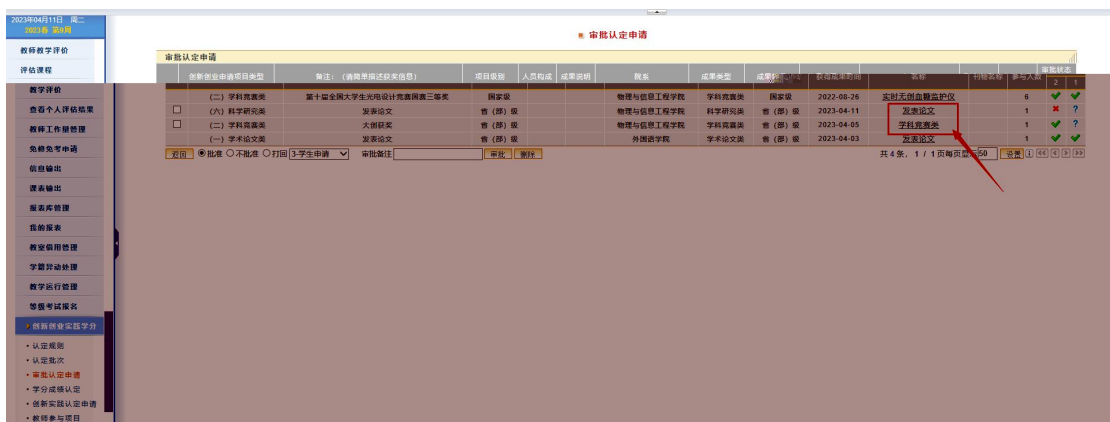 2023年04月11日 周二
2023春 第9周
教师教学评价
评估课程
教学评价
查看个人评估结果
教师工作量管理
免修免考申请
信息输出
课表输出
报表库管理
我的报表
教室借用管理
学籍异动处理
教学运行管理
等级考试报名
创新创业实践学分
• 认定规则
• 认定批次
• 审批认定申请
• 学分成绩认定
• 创新实践认定申请
• 教师参与项目
审批认定申请
审批认定申请
创新创业申请项目类型 备注：（请简单描述获奖信息） 项目级别 人员构成 成果说明 院系 成果类型 获得成果时间 名称 刊物名称 参与人数 审批状态
2 1
（二）学科竞赛类 第十届全国大学生光电设计竞赛国赛三等奖 国家级 物理与信息工程学院 学科竞赛类 国家级 2022-08-26 实时无创血糖监护仪 6
（六）科学研究类 发表论文 省（部）级 物理与信息工程学院 科学研究类 省（部）级 2023-04-11 发表论文 1 ?
（二）学科竞赛类 大创获奖 省（部）级 物理与信息工程学院 学科竞赛类 省（部）级 2023-04-05 学科竞赛类 1 ?
（一）学术论文类 发表论文 省（部）级 外国语学院 学术论文类 省（部）级 2023-04-03 发表论文 1
返回 批准 不批准 打回 3-学生申请 审批备注 审批 删除 共4条，1 / 1页每页显示50 设置